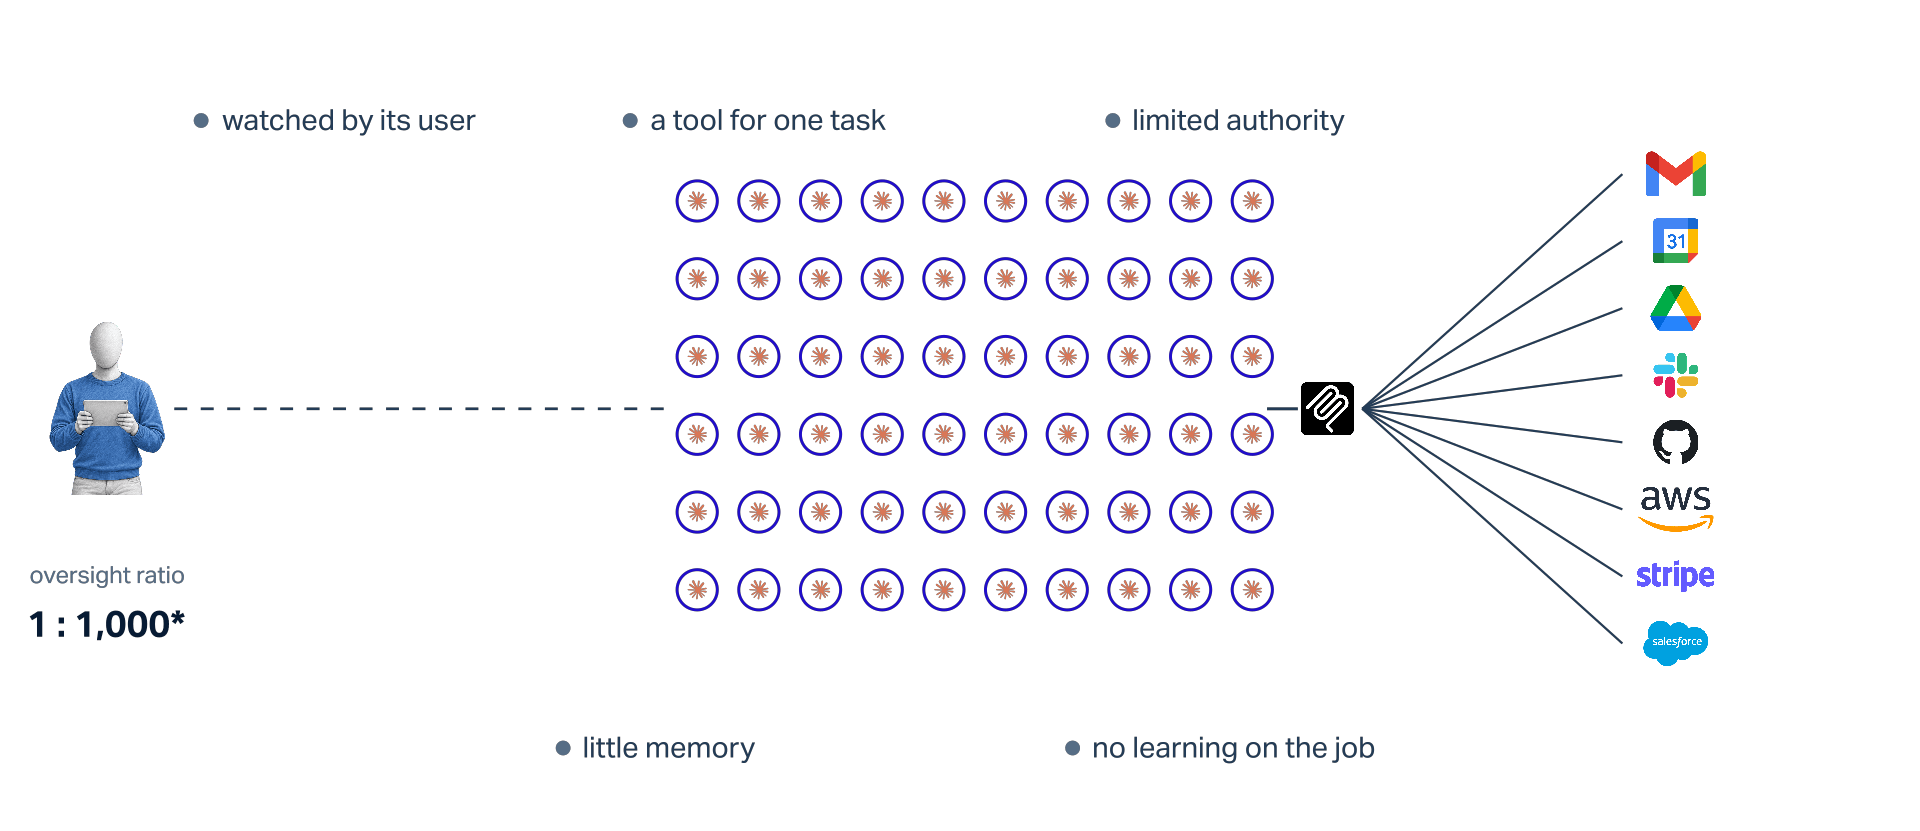 watched by its user
a tool for one task
limited authority
31
aws
stripe
salesforce
oversight ratio
1 : 1,000*
little memory
no learning on the job